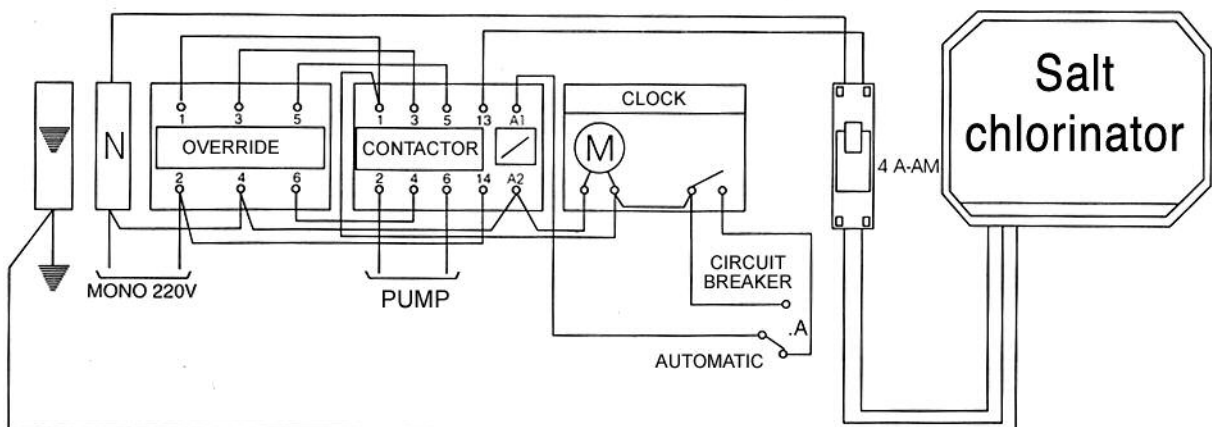 Salt
chlorinator
CLOCK
1 3 5
1 3 5 13 A1
N
OVERRIDE
CONTACTOR
M
4 A-AM
2 4 6
2 4 6 14 A2
MONO 220V
PUMP
CIRCUIT
BREAKER
.A
AUTOMATIC